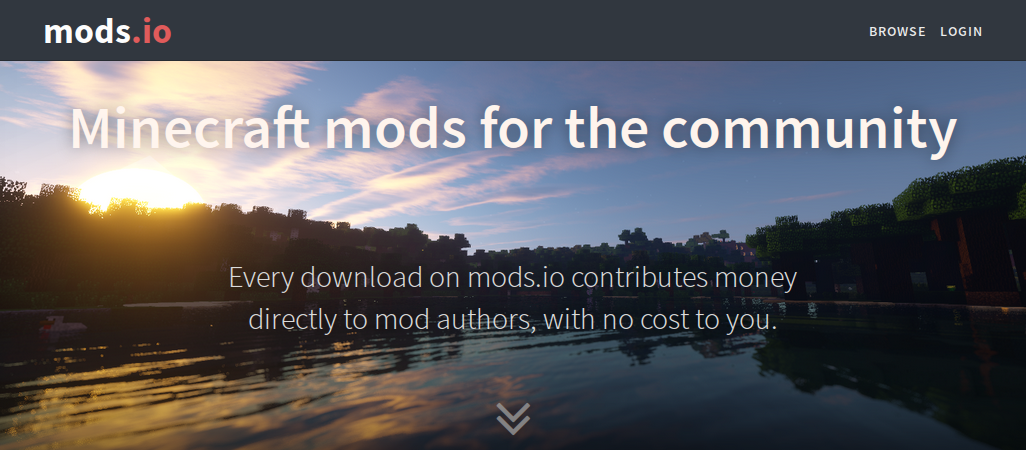 mods.io
BROWSE LOGIN
Minecraft mods for the community
Every download on mods.io contributes money
directly to mod authors, with no cost to you.